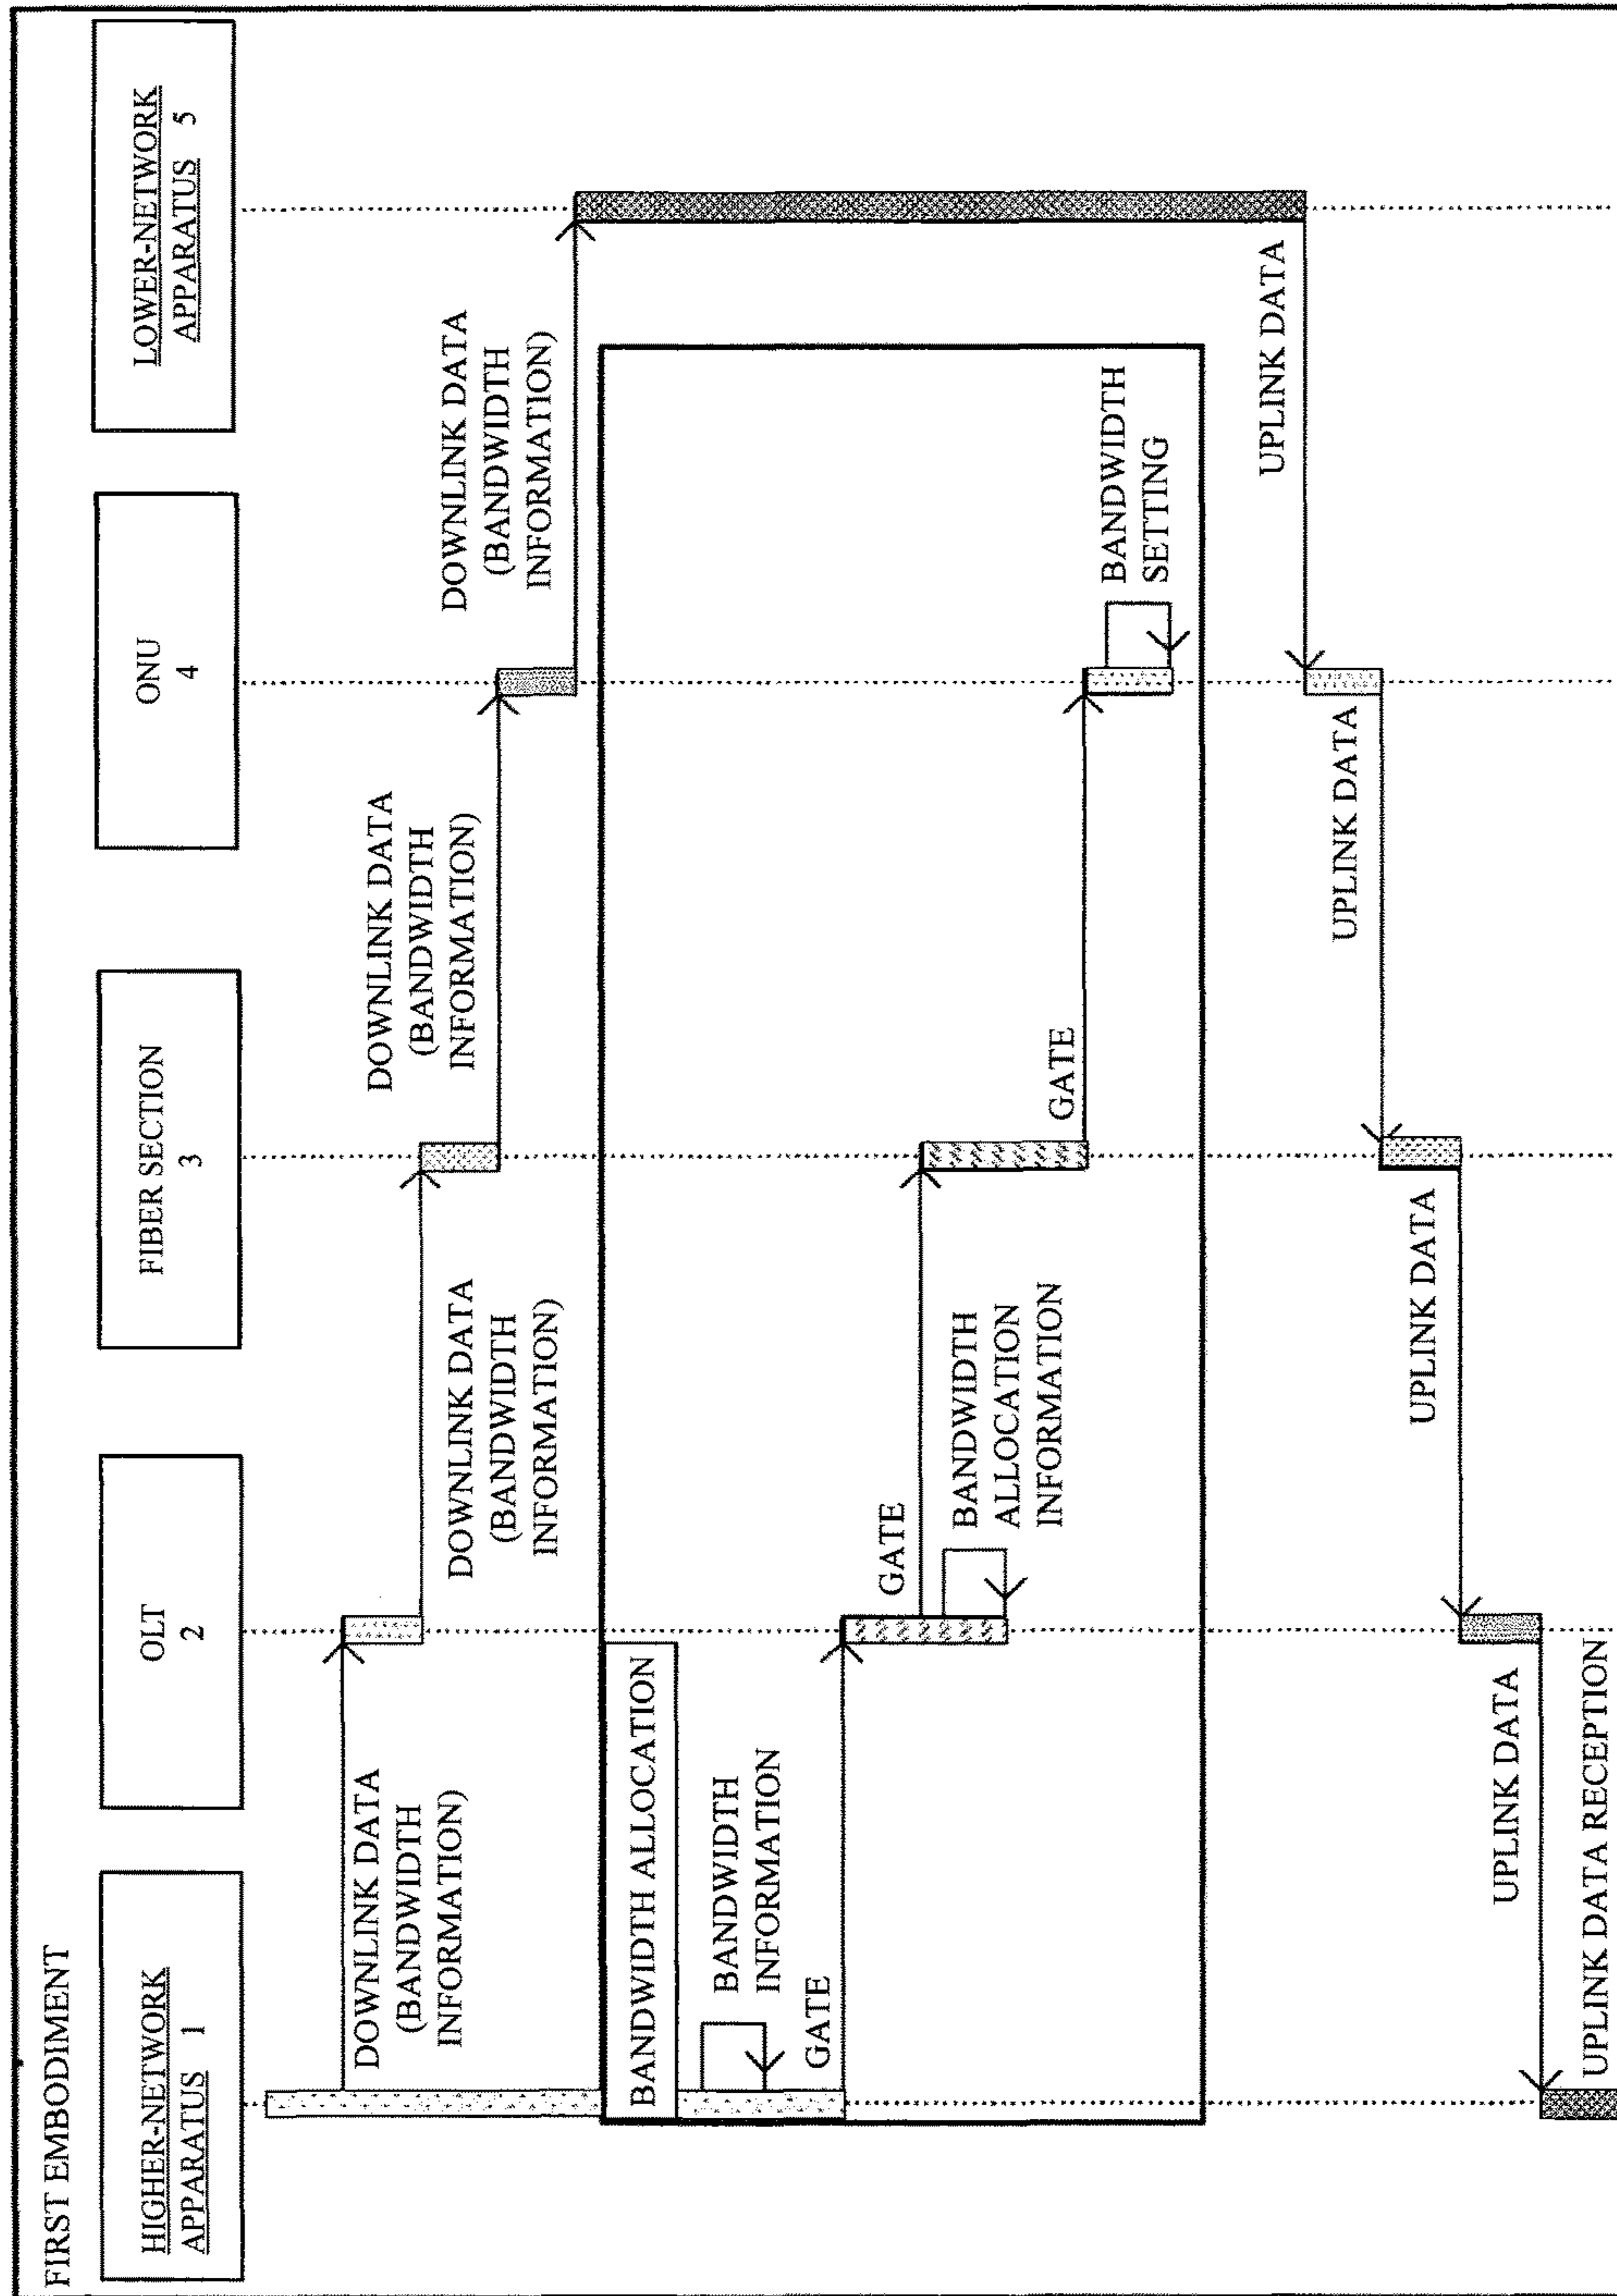 FIRST EMBODIMENT
HIGHER-NETWORK
APPARATUS 1
OLT
2
FIBER SECTION
3
ONU
4
LOWER-NETWORK
APPARATUS 5
DOWNLINK DATA
(BANDWIDTH
INFORMATION)
DOWNLINK DATA
(BANDWIDTH
INFORMATION)
DOWNLINK DATA
(BANDWIDTH
INFORMATION)
DOWNLINK DATA
(BANDWIDTH
INFORMATION)
BANDWIDTH ALLOCATION
BANDWIDTH
INFORMATION
GATE
GATE
BANDWIDTH
ALLOCATION
INFORMATION
GATE
BANDWIDTH
SETTING
UPLINK DATA
UPLINK DATA
UPLINK DATA
UPLINK DATA
UPLINK DATA RECEPTION